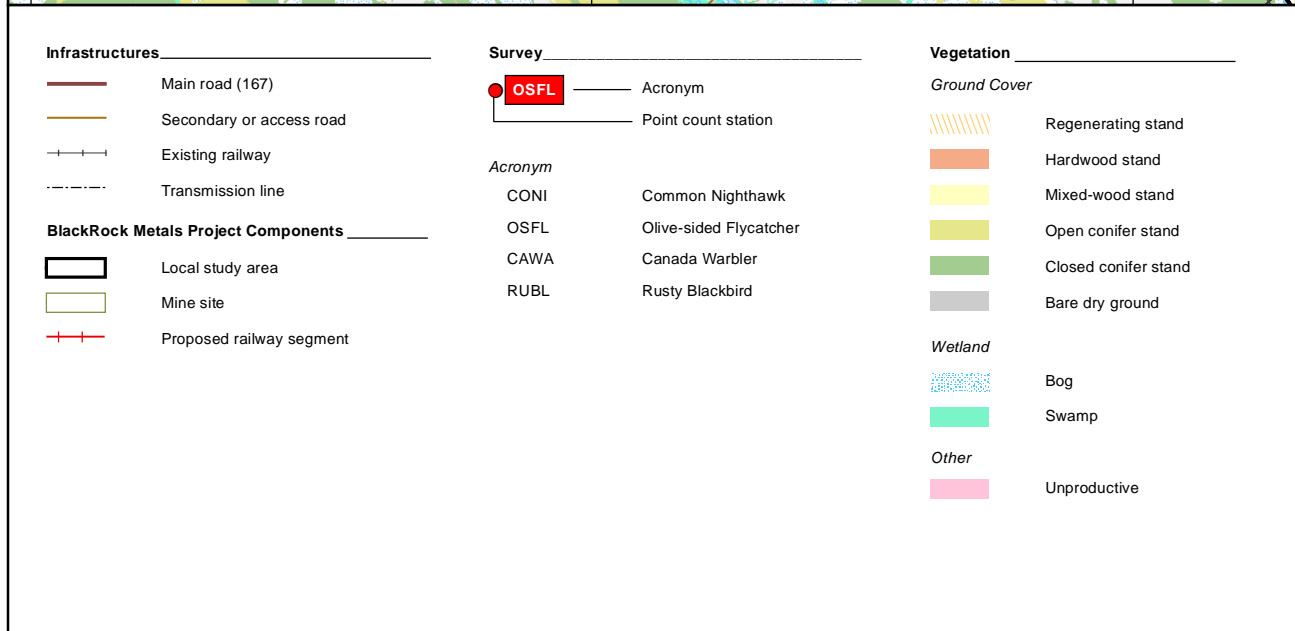 Infrastructures
Main road (167)
Secondary or access road
Existing railway
Transmission line
BlackRock Metals Project Components
Local study area
Mine site
Proposed railway segment
Survey
OSFL Acronym
Point count station
Acronym
CONI Common Nighthawk
OSFL Olive-sided Flycatcher
CAWA Canada Warbler
RUBL Rusty Blackbird
Vegetation
Ground Cover
Regenerating stand
Hardwood stand
Mixed-wood stand
Open conifer stand
Closed conifer stand
Bare dry ground
Wetland
Bog
Swamp
Other
Unproductive